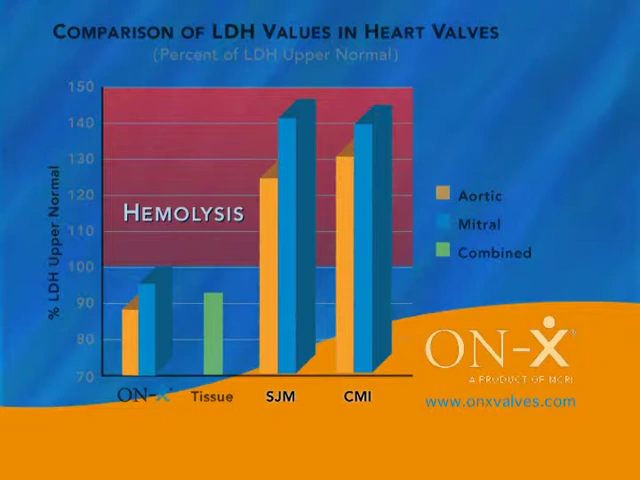 COMPARISON OF LDH VALUES IN HEART VALVES
(Percent of LDH Upper Normal)
150
140
130
120
110
100
90
80
70
% LDH Upper Normal
HEMOLYSIS
Aortic
Mitral
Combined
ON-X®
Tissue
SJM
CMI
ON-X®
A PRODUCT OF MCRI
www.onxvalves.com